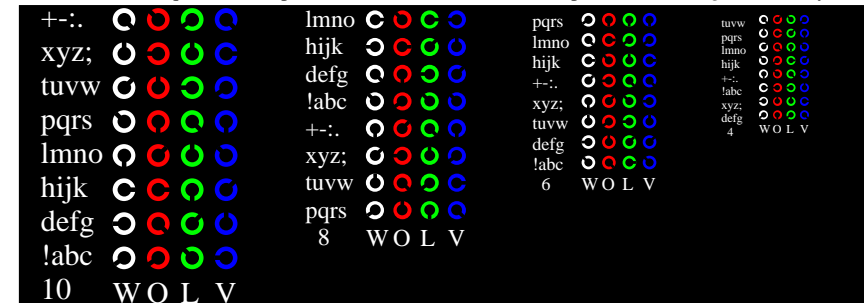 +-:.
xyz;
tuvw
pqrs
lmno
hijk
defg
!abc
10 W O L V
lmno
hijk
defg
!abc
+-:.
xyz;
tuvw
pqrs
8 W O L V
pqrs
lmno
hijk
+-:.
xyz;
tuvw
defg
!abc
6 W O L V
tuvw
pqrs
lmno
hijk
+-:.
!abc
xyz;
defg
4 W O L V